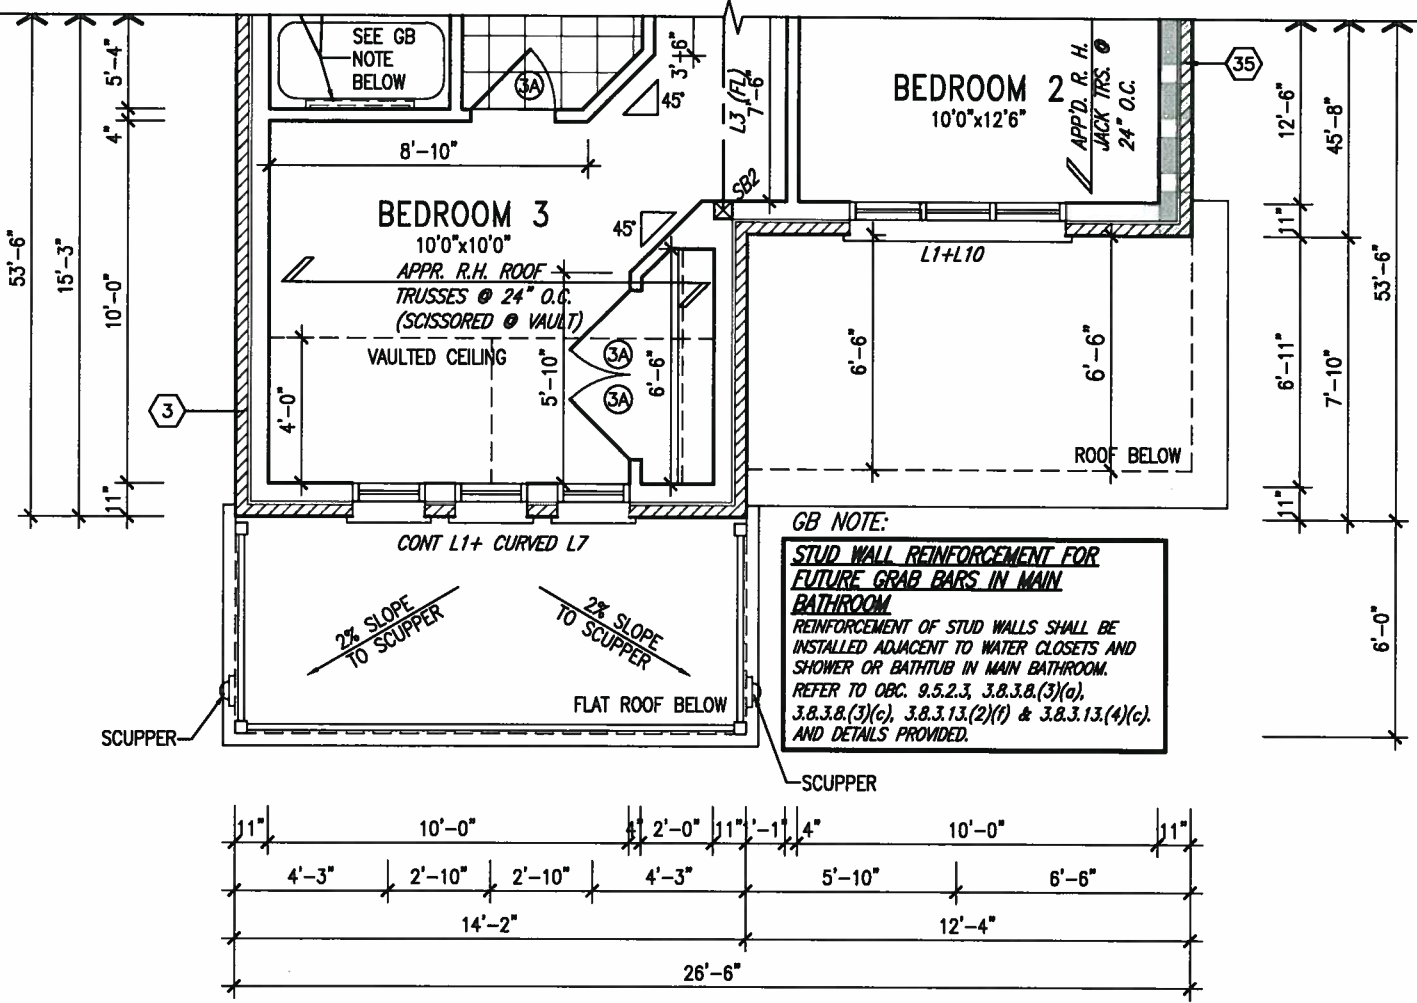 SEE GB
NOTE
BELOW
3A
45°
3'-6"
L3 (FL)
7'-6"
BEDROOM 2
10'0"x12'6"
APP'D. R. H.
JACK TRS. @
24" O.C.
35
5'-4"
4"
53'-6"
15'-3"
10'-0"
11"
8'-10"
BEDROOM 3
10'0"x10'0"
APPR. R.H. ROOF
TRUSSES @ 24" O.C.
(SCISSORED @ VAULT)
VAULTED CEILING
45°
SB2
3A
3A
4'-0"
5'-10"
6'-6"
3
L1+L10
6'-6"
6'-6"
ROOF BELOW
12'-6"
45'-8"
11"
53'-6"
6'-11"
7'-10"
11"
6'-0"
CONT L1+ CURVED L7
2% SLOPE
TO SCUPPER
2% SLOPE
TO SCUPPER
FLAT ROOF BELOW
SCUPPER
SCUPPER
GB NOTE:
STUD WALL REINFORCEMENT FOR
FUTURE GRAB BARS IN MAIN
BATHROOM
REINFORCEMENT OF STUD WALLS SHALL BE
INSTALLED ADJACENT TO WATER CLOSETS AND
SHOWER OR BATHTUB IN MAIN BATHROOM.
REFER TO OBC. 9.5.2.3, 3.8.3.8.(3)(a),
3.8.3.8.(3)(c), 3.8.3.13.(2)(f) & 3.8.3.13.(4)(c).
AND DETAILS PROVIDED.
11" 10'-0" 4" 2'-0" 11" 1'-1" 4" 10'-0" 11"
4'-3" 2'-10" 2'-10" 4'-3" 5'-10" 6'-6"
14'-2" 12'-4"
26'-6"